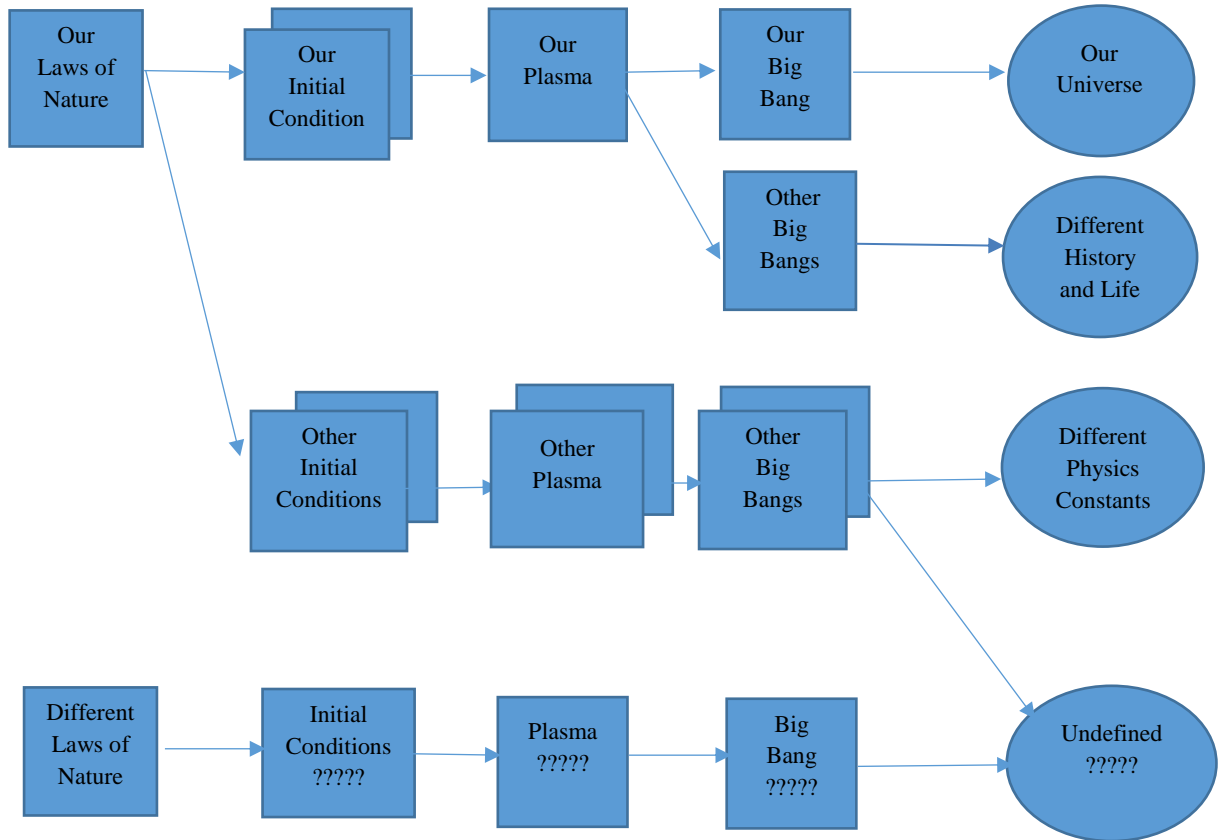 Our
Laws of
Nature
Our
Initial
Condition
Our
Plasma
Our
Big
Bang
Our
Universe
Other
Big
Bangs
Different
History
and Life
Other
Initial
Conditions
Other
Plasma
Other
Big
Bangs
Different
Physics
Constants
Different
Laws of
Nature
Initial
Conditions
?????
Plasma
?????
Big
Bang
?????
Undefined
?????